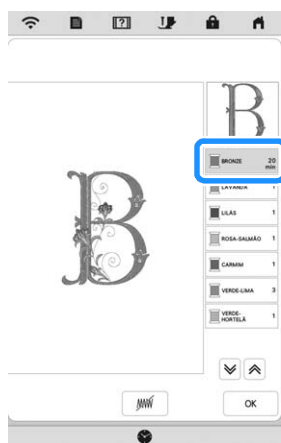 B
BRONZE 20
min
LAVANDA 1
LILÁS 1
ROSA-SALMÃO 1
CARMIM 1
VERDE-LIMA 3
VERDE-
HORTELÃ 1
B
OK